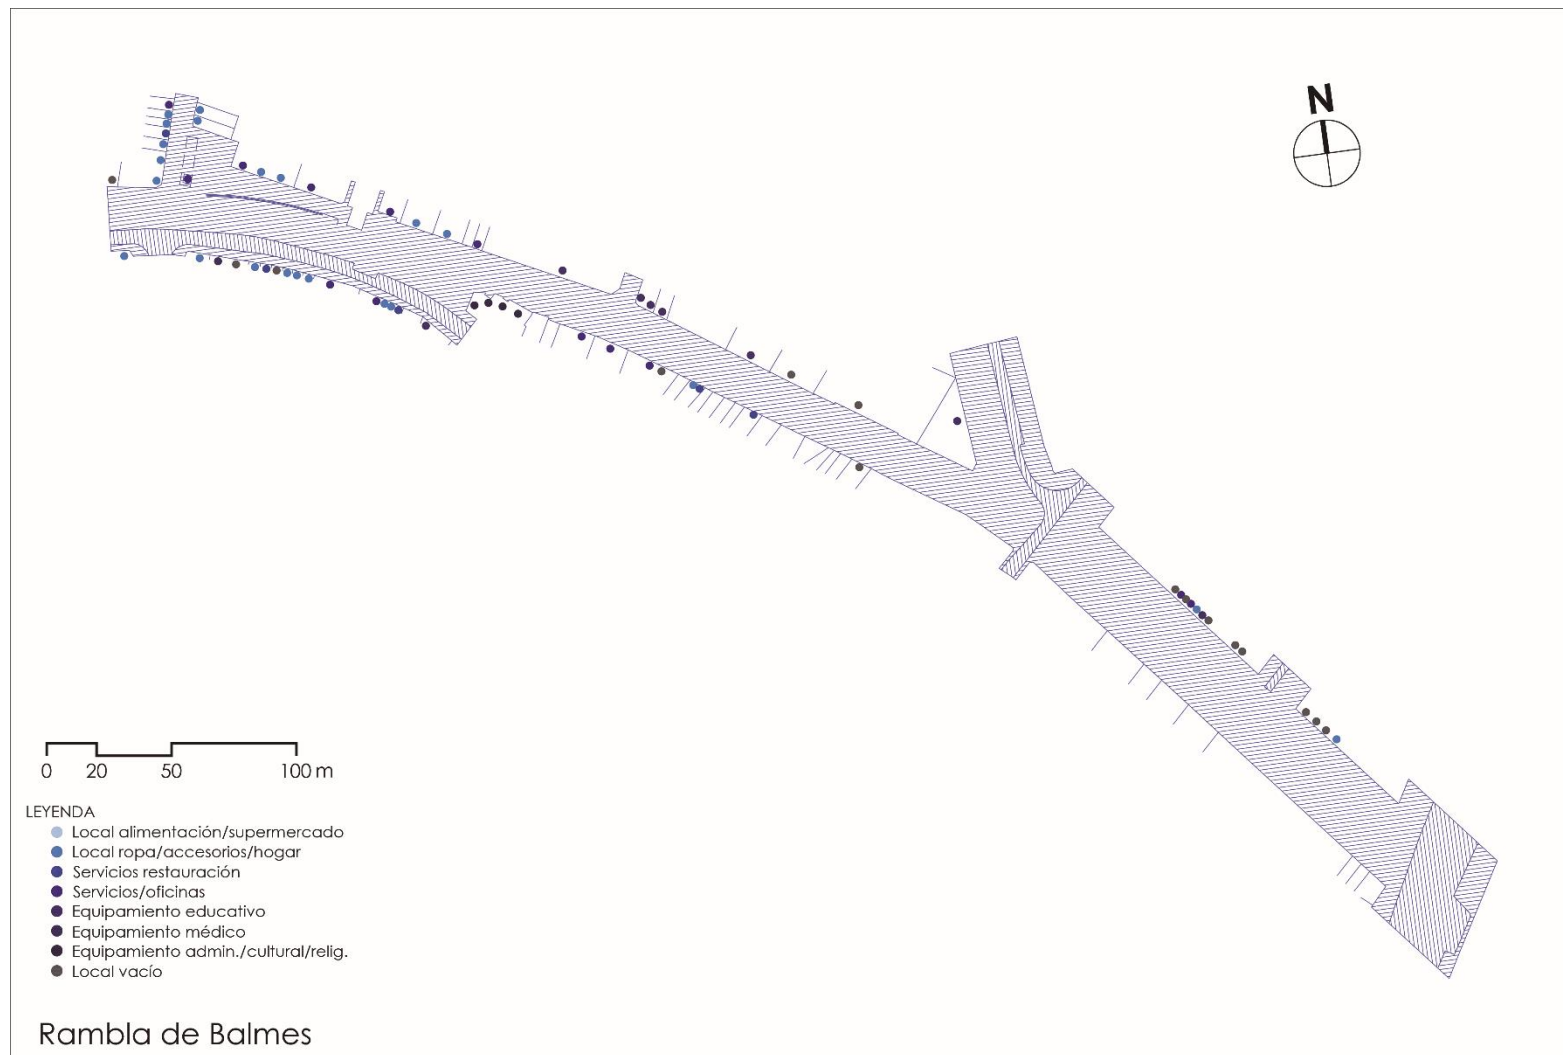 N
0 20 50 100 m
LEYENDA
Local alimentación/supermercado
Local ropa/accesorios/hogar
Servicios restauración
Servicios/oficinas
Equipamiento educativo
Equipamiento médico
Equipamiento admin./cultural/relig.
Local vacío
Rambla de Balmes